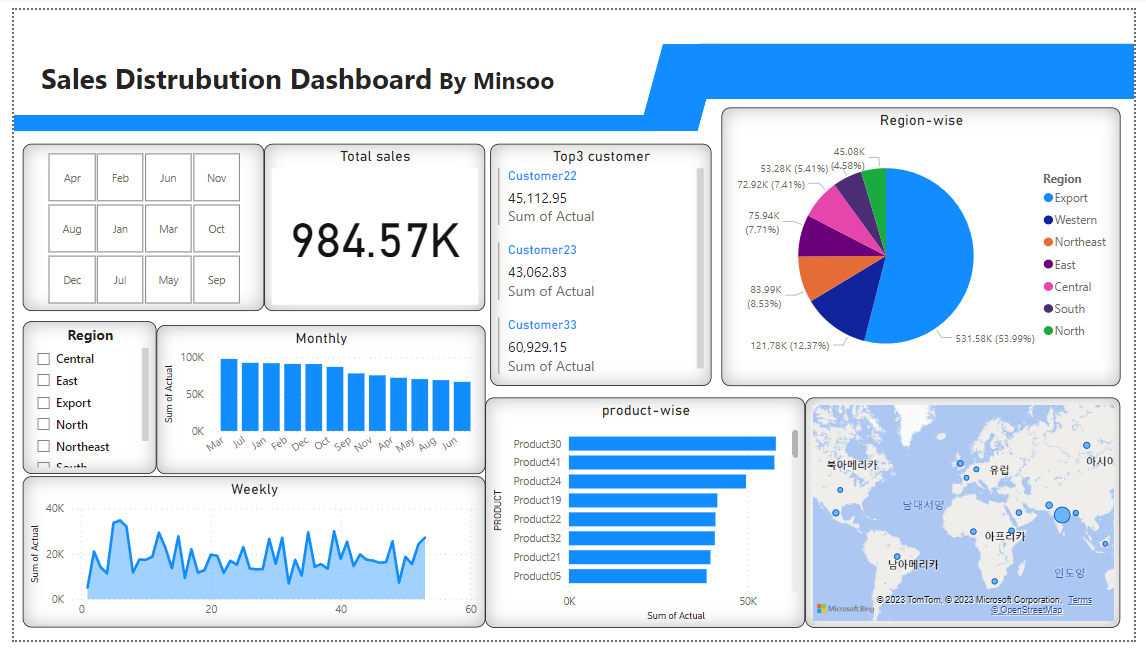 Sales Distrubution Dashboard By Minsoo
Apr Feb Jun Nov
Aug Jan Mar Oct
Dec Jul May Sep
Total sales
984.57K
Top3 customer
Customer22
45,112.95
Sum of Actual
Customer23
43,062.83
Sum of Actual
Customer33
60,929.15
Sum of Actual
Region-wise
45.08K
(4.58%)
53.28K (5.41%)
72.92K (7.41%)
75.94K
(7.71%)
83.99K
(8.53%)
121.78K (12.37%)
531.58K (53.99%)
Region
Export
Western
Northeast
East
Central
South
North
Region
Central
East
Export
North
Northeast
South
Monthly
Sum of Actual
100K
50K
0K
Mar Jul Jan Feb Dec Oct Sep Nov Apr May Aug Jun
Weekly
Sum of Actual
40K
20K
0K
0 20 40 60
product-wise
PRODUCT
Product30
Product41
Product24
Product19
Product22
Product32
Product21
Product05
0K 50K
Sum of Actual
북아메리카
유럽
아시아
남대서양
아프리카
남아메리카
인도양
Microsoft Bing
© 2023 TomTom, © 2023 Microsoft Corporation, Terms
© OpenStreetMap